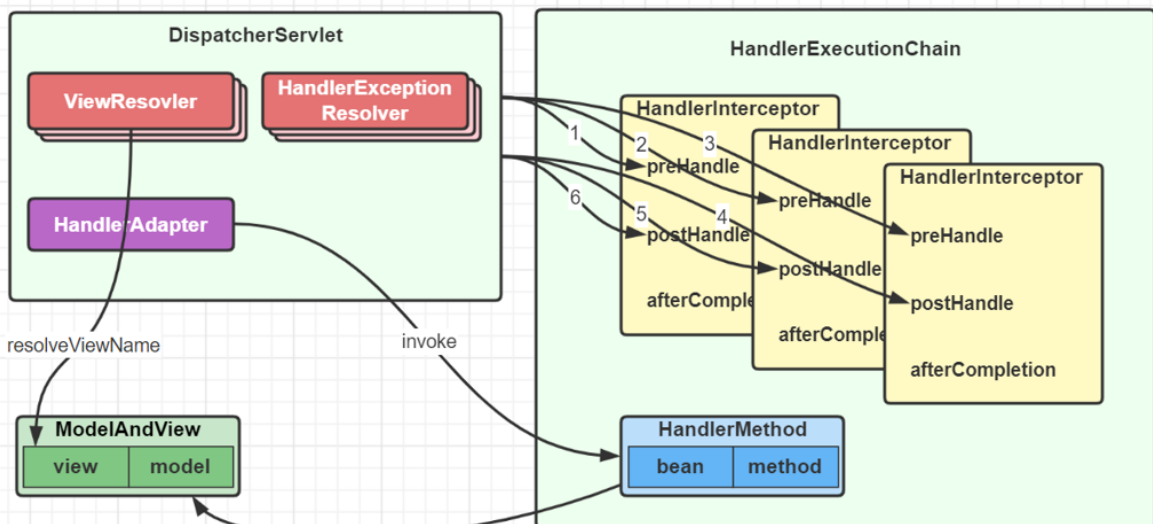 DispatcherServlet
ViewResovler
HandlerException
Resolver
HandlerAdapter
resolveViewName
invoke
ModelAndView
view
model
HandlerExecutionChain
HandlerInterceptor
preHandle
postHandle
afterComple
HandlerInterceptor
preHandle
postHandle
afterComple
HandlerInterceptor
preHandle
postHandle
afterCompletion
1
2
3
4
5
6
HandlerMethod
bean
method